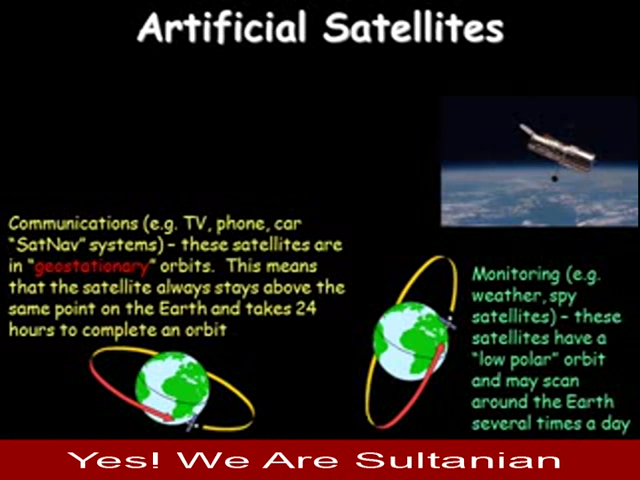 Artificial Satellites
Communications (e.g. TV, phone, car
"SatNav" systems) – these satellites are
in "geostationary" orbits.  This means
that the satellite always stays above the
same point on the Earth and takes 24
hours to complete an orbit
Monitoring (e.g.
weather, spy
satellites) – these
satellites have a
"low polar" orbit
and may scan
around the Earth
several times a day
Yes! We Are Sultanian